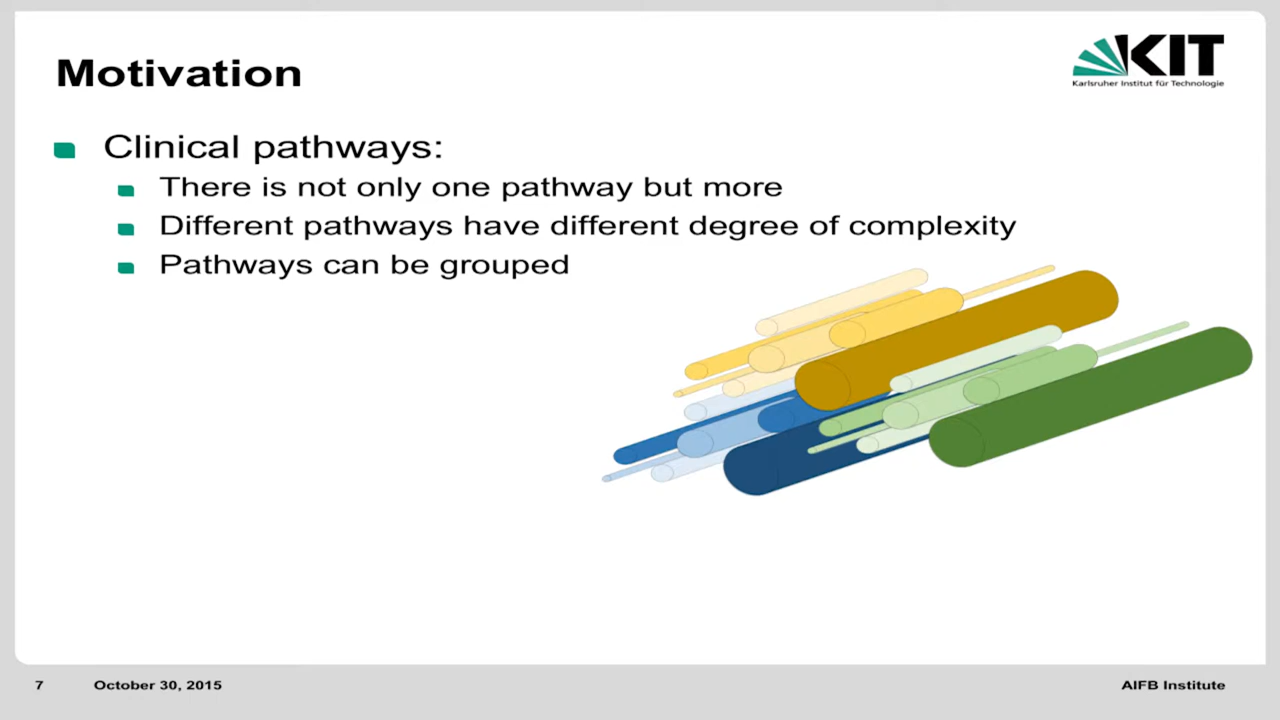 Motivation
KIT
Karlsruher Institut für Technologie
Clinical pathways:
There is not only one pathway but more
Different pathways have different degree of complexity
Pathways can be grouped
7 October 30, 2015 AIFB Institute